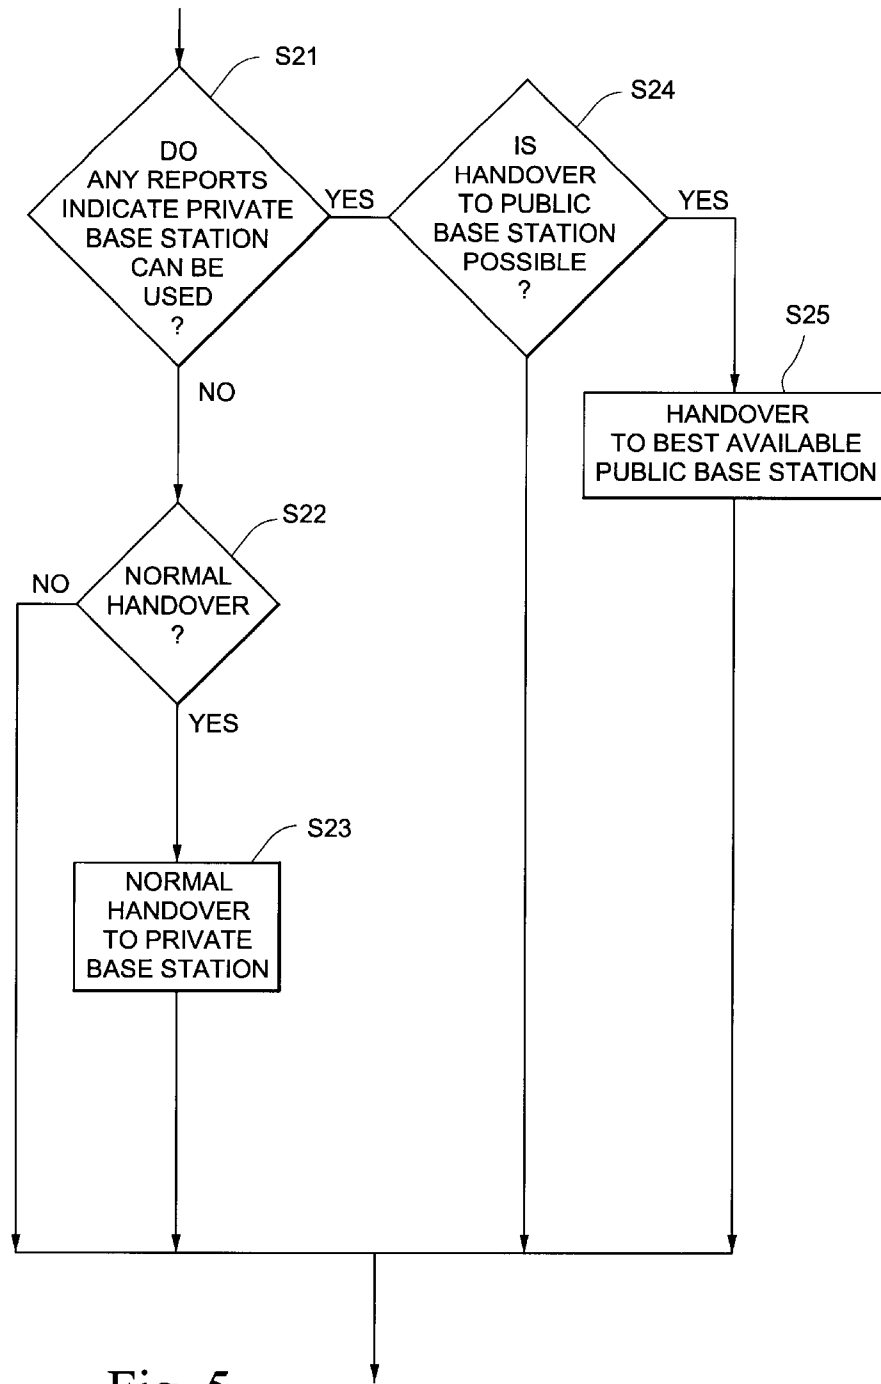 S21
DO
ANY REPORTS
INDICATE PRIVATE
BASE STATION
CAN BE
USED
?
YES
NO
S24
IS
HANDOVER
TO PUBLIC
BASE STATION
POSSIBLE
?
YES
S25
HANDOVER
TO BEST AVAILABLE
PUBLIC BASE STATION
S22
NORMAL
HANDOVER
?
NO
YES
S23
NORMAL
HANDOVER
TO PRIVATE
BASE STATION
Fig. 5